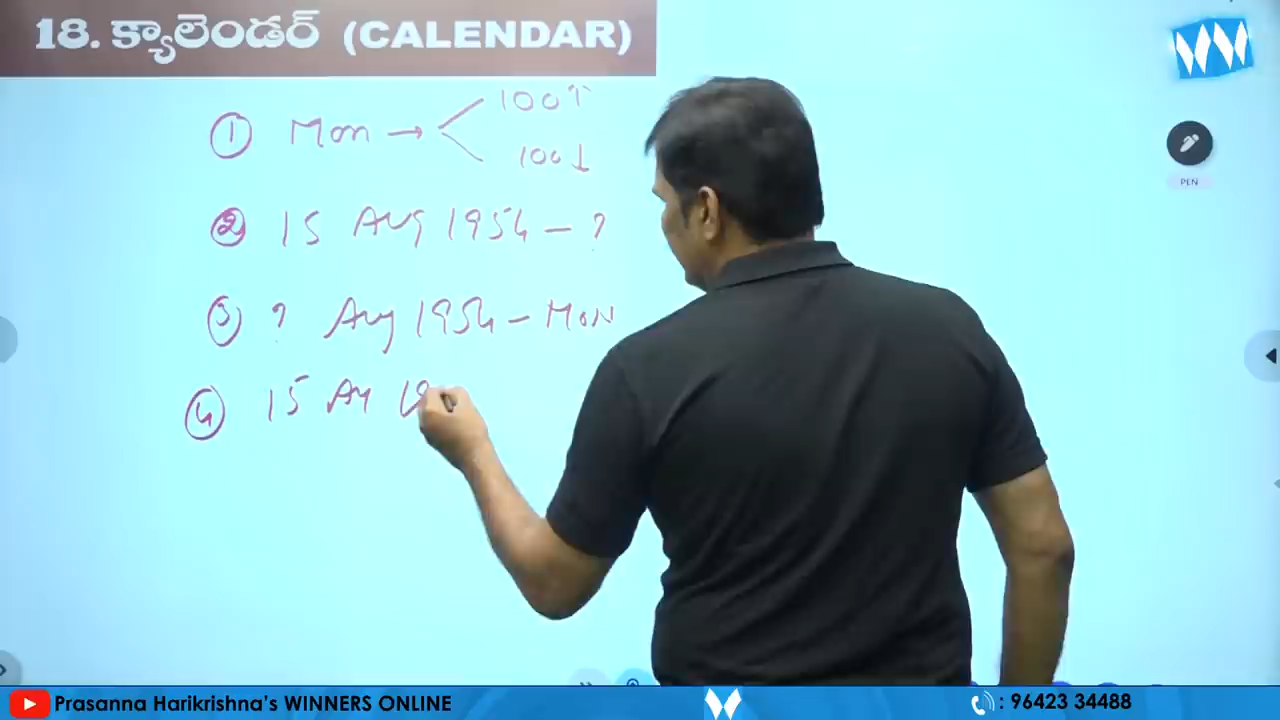 18. క్యాలెండర్ (CALENDAR)
① Mon → 100↑
100↓
② 15 Aug 1954 - ?
③ ? Aug 1954 - MON
④ 15
PEN
Prasanna Harikrishna's WINNERS ONLINE
: 96423 34488